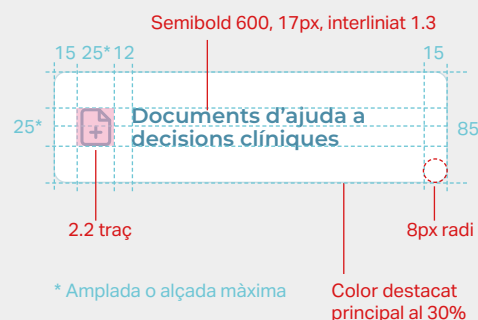 Semibold 600, 17px, interliniat 1.3
15 25* 12 15
25*
Documents d'ajuda a
decisions clíniques
85
2.2 traç
8px radi
* Amplada o alçada màxima
Color destacat
principal al 30%